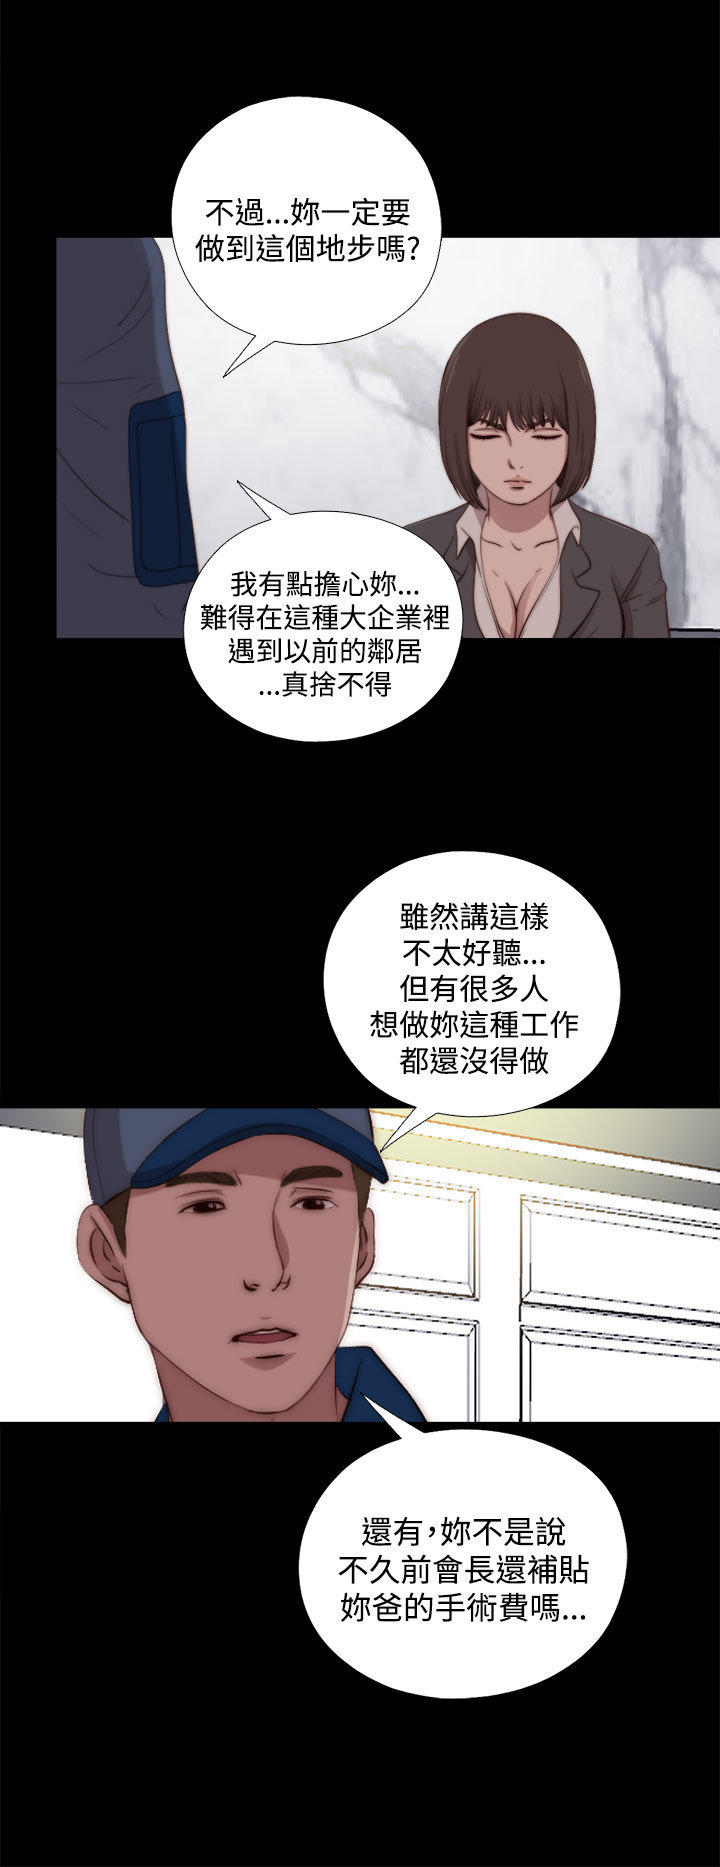 不過...妳一定要
做到這個地步嗎?
我有點擔心妳...
難得在這種大企業裡
遇到以前的鄰居
...真捨不得
雖然講這樣
不太好聽...
但有很多人
想做妳這種工作
都還沒得做
還有,妳不是說
不久前會長還補貼
妳爸的手術費嗎...